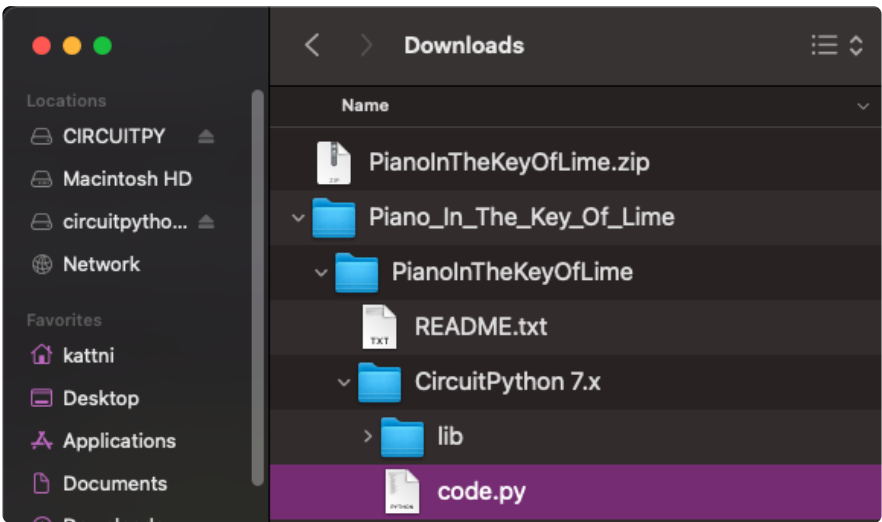 Downloads
Locations
CIRCUITPY
Macintosh HD
circuitpytho...
Network
Favorites
kattni
Desktop
Applications
Documents
Name
PianoInTheKeyOfLime.zip
ZIP
Piano_In_The_Key_Of_Lime
PianoInTheKeyOfLime
README.txt
TXT
CircuitPython 7.x
lib
code.py
PYTHON